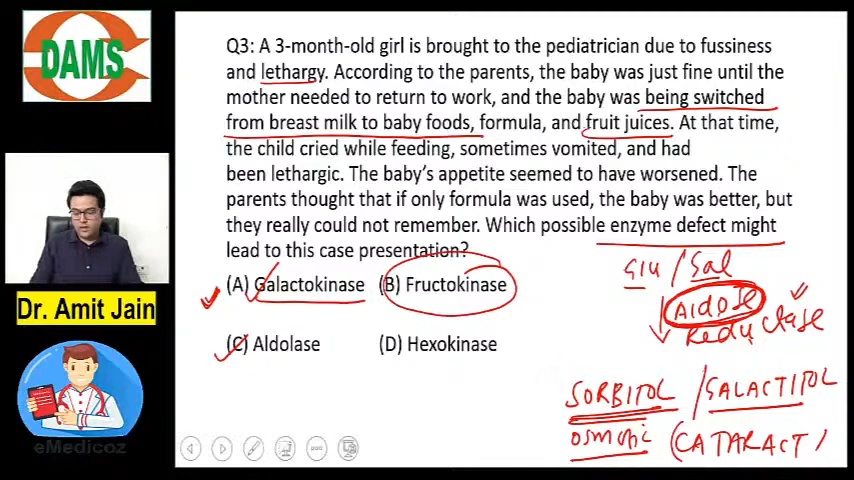 DAMS
Q3: A 3-month-old girl is brought to the pediatrician due to fussiness
and lethargy. According to the parents, the baby was just fine until the
mother needed to return to work, and the baby was being switched
from breast milk to baby foods, formula, and fruit juices. At that time,
the child cried while feeding, sometimes vomited, and had
been lethargic. The baby's appetite seemed to have worsened. The
parents thought that if only formula was used, the baby was better, but
they really could not remember. Which possible enzyme defect might
lead to this case presentation?
(A) Galactokinase (B) Fructokinase
(C) Aldolase (D) Hexokinase
Glu / Gal
Aldose
Reductase
SORBITOL / GALACTITOL
osmotic (CATARACT)
Dr. Amit Jain
eMedicoz